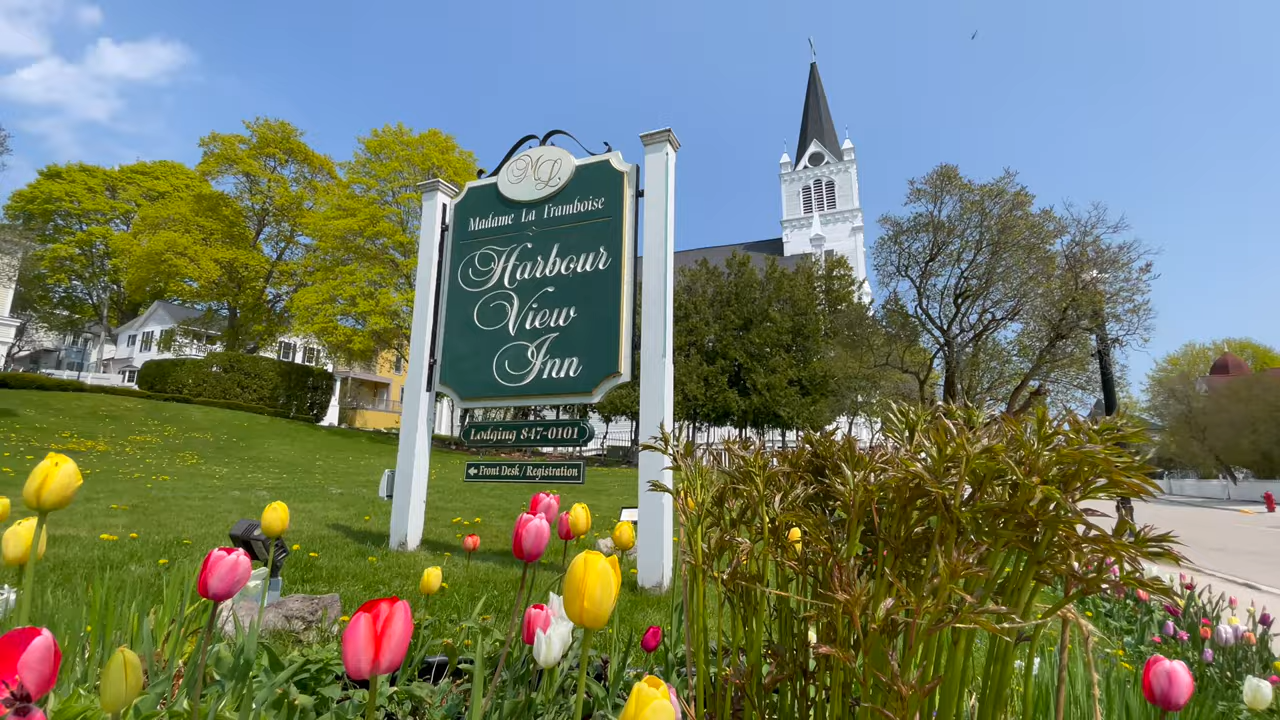 ML
Madame La Framboise
Harbour
View
Inn
Lodging 847-0101
←Front Desk/Registration